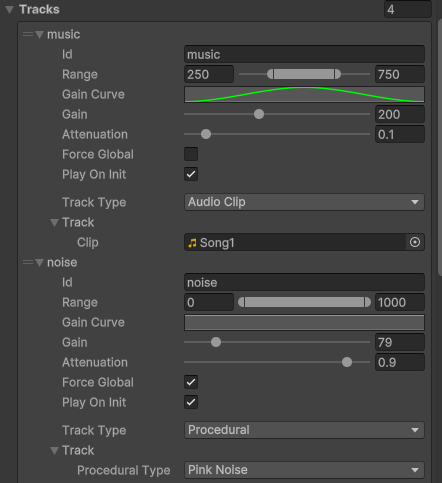 Tracks 4
music
Id music
Range 250 750
Gain Curve
Gain 200
Attenuation 0.1
Force Global
Play On Init
Track Type Audio Clip
Track
Clip Song1
noise
Id noise
Range 0 1000
Gain Curve
Gain 79
Attenuation 0.9
Force Global
Play On Init
Track Type Procedural
Track
Procedural Type Pink Noise